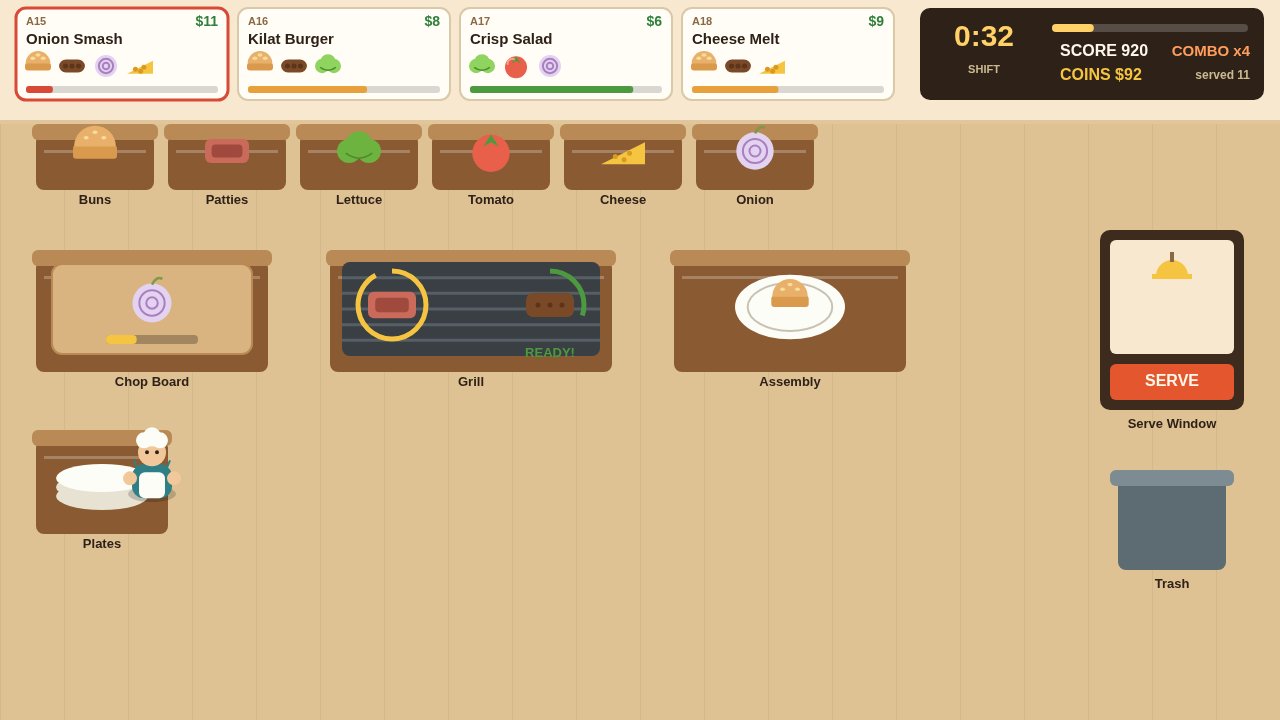 A15 $11
Onion Smash
A16 $8
Kilat Burger
A17 $6
Crisp Salad
A18 $9
Cheese Melt
0:32
SHIFT
SCORE 920 COMBO x4
COINS $92 served 11
Buns
Patties
Lettuce
Tomato
Cheese
Onion
READY!
Chop Board
Grill
Assembly
SERVE
Serve Window
Plates
Trash